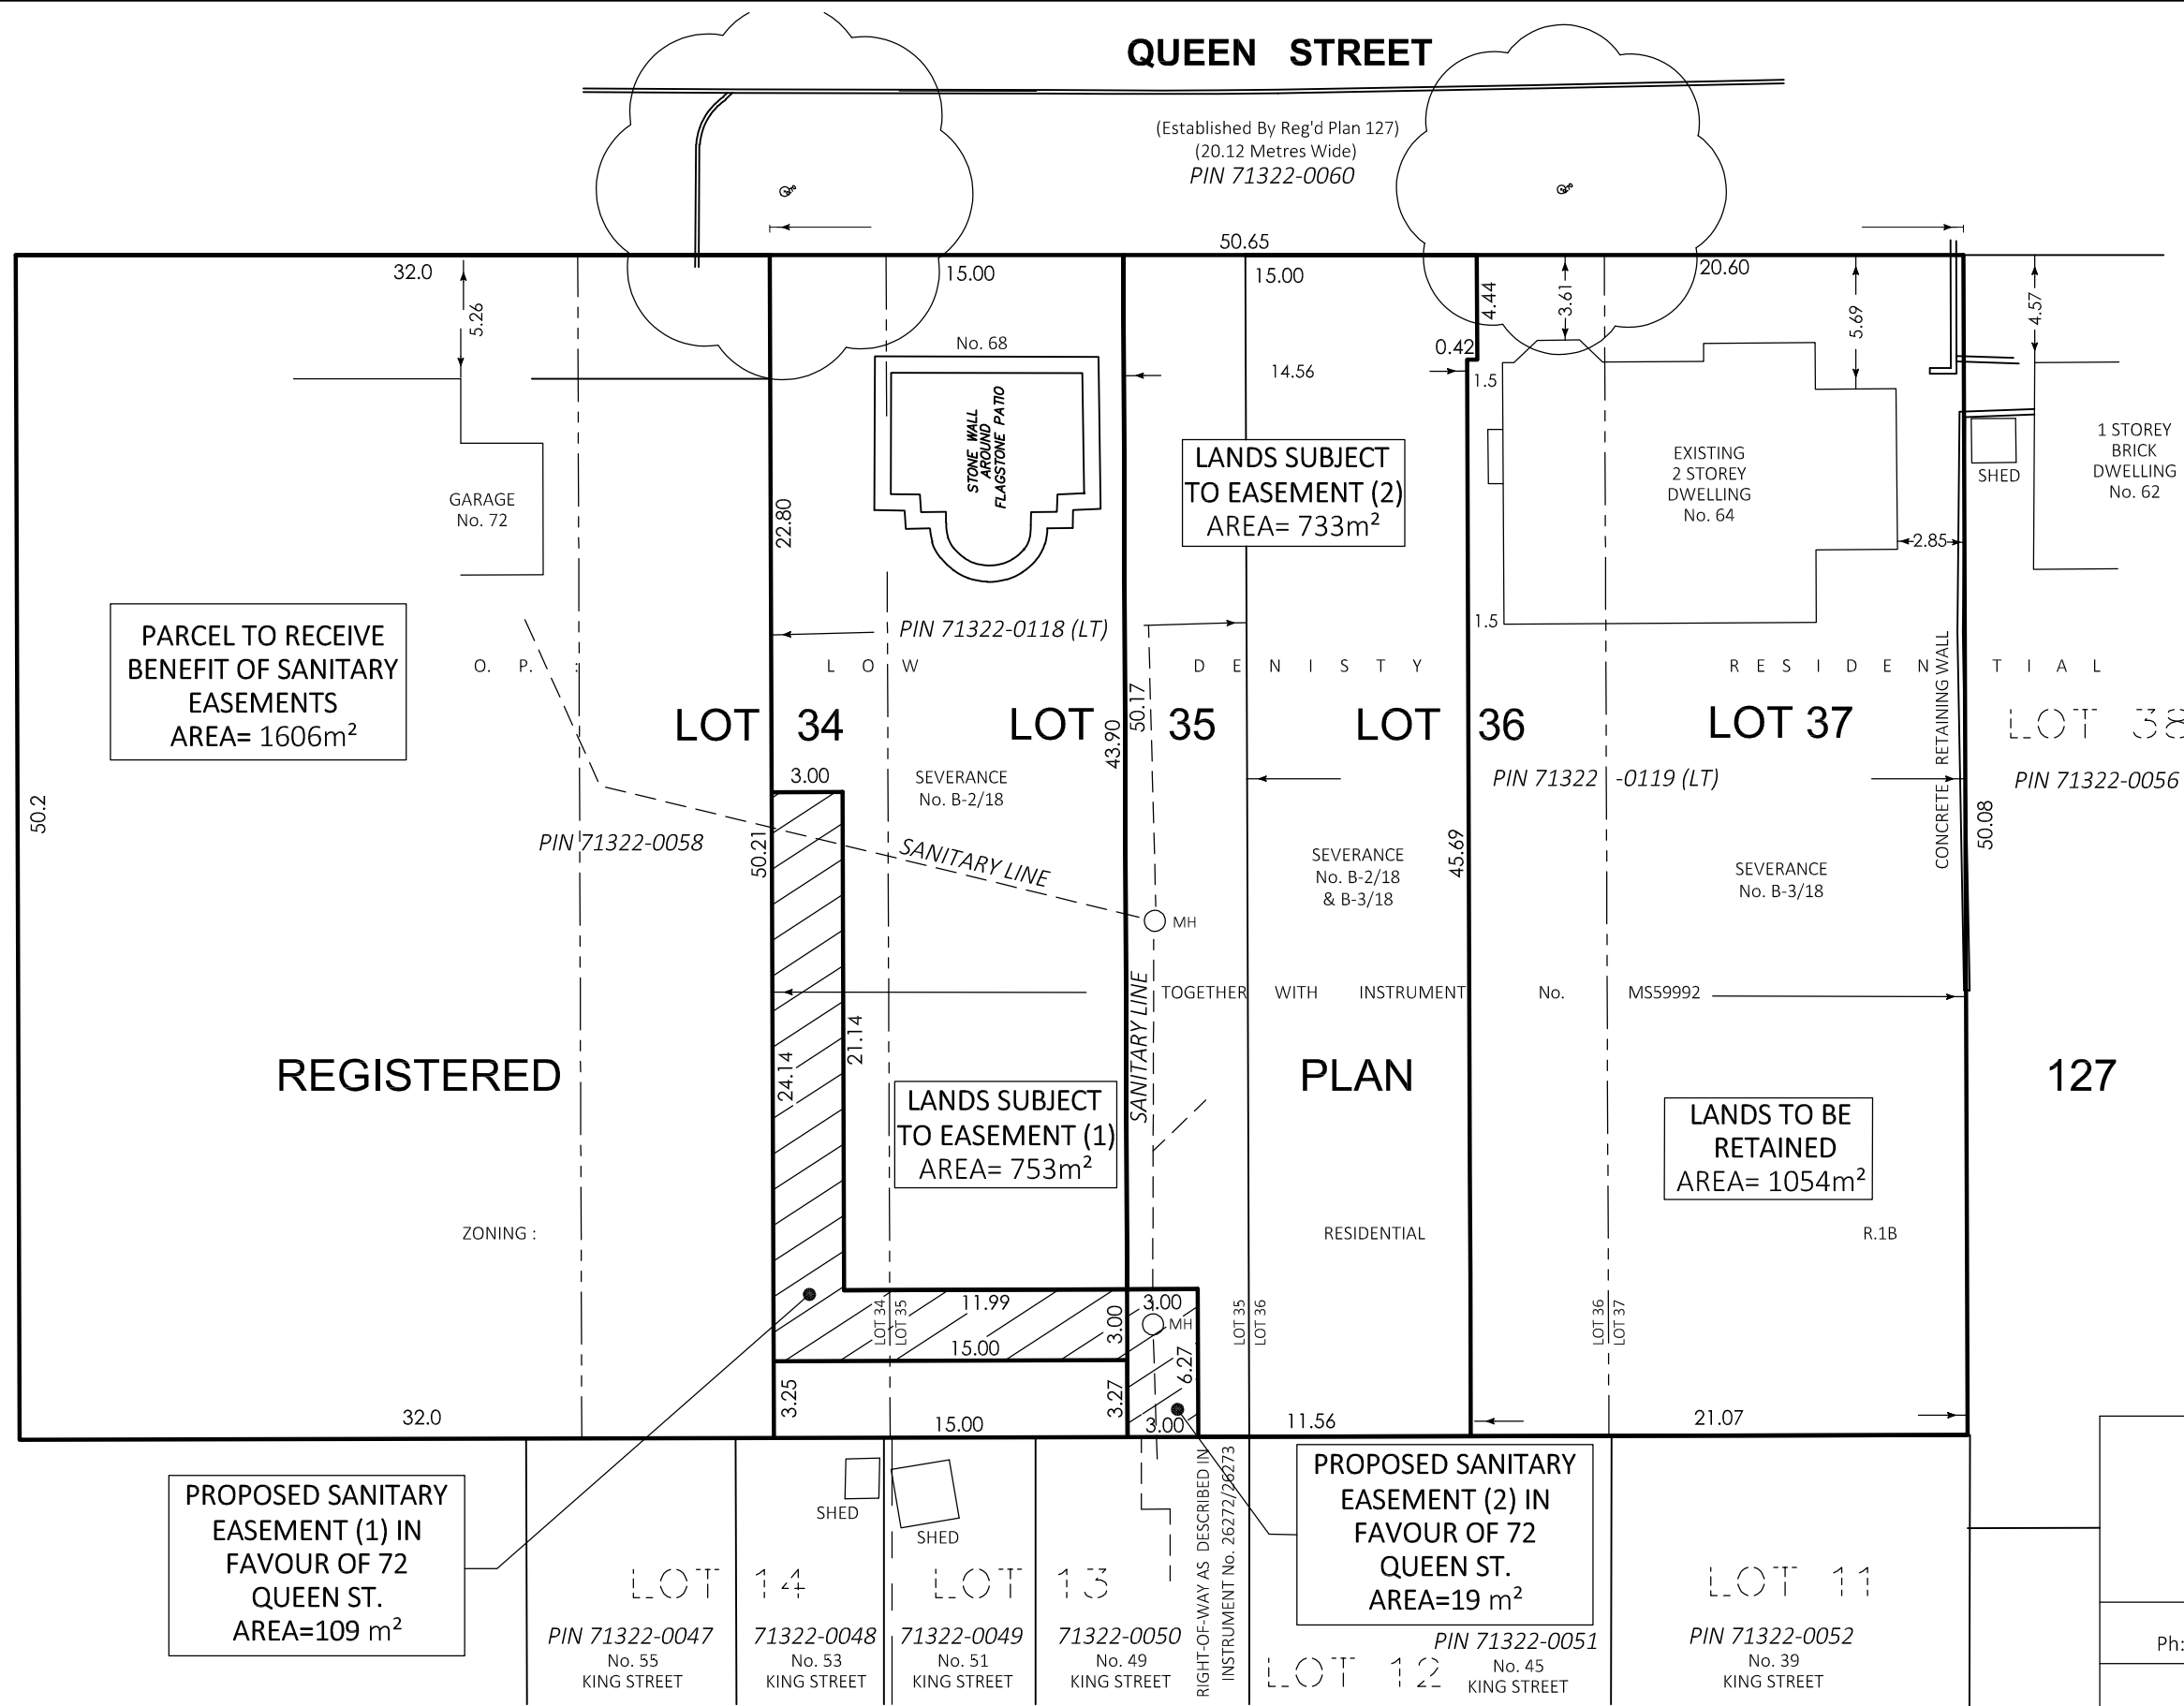 QUEEN STREET
(Established By Reg'd Plan 127)
(20.12 Metres Wide)
PIN 71322-0060
50.65
32.0
15.00
15.00
20.60
5.26
4.44
3.61
5.69
4.57
No. 68
0.42
14.56
1.5
STONE WALL
AROUND
FLAGSTONE PATIO
LANDS SUBJECT
TO EASEMENT (2)
AREA= 733m²
EXISTING
2 STOREY
DWELLING
No. 64
SHED
1 STOREY
BRICK
DWELLING
No. 62
GARAGE
No. 72
22.80
2.85
PARCEL TO RECEIVE
BENEFIT OF SANITARY
EASEMENTS
AREA= 1606m²
PIN 71322-0118 (LT)
1.5
O. P. : LOW DENISTY RESIDENTIAL
CONCRETE RETAINING WALL
LOT 34
LOT 35
LOT 36
LOT 37
LOT 38
50.17
43.90
3.00
SEVERANCE
No. B-2/18
PIN 71322-0119 (LT)
PIN 71322-0056
50.2
PIN 71322-0058
50.21
SANITARY LINE
SEVERANCE
No. B-2/18
& B-3/18
45.69
SEVERANCE
No. B-3/18
50.08
MH
TOGETHER WITH INSTRUMENT No. MS59992
SANITARY LINE
24.14
21.14
REGISTERED PLAN 127
LANDS SUBJECT
TO EASEMENT (1)
AREA= 753m²
LANDS TO BE
RETAINED
AREA= 1054m²
ZONING : RESIDENTIAL R.1B
11.99
3.00
3.00
MH
LOT 34
LOT 35
LOT 35
LOT 36
LOT 36
LOT 37
15.00
6.27
3.25
3.27
32.0
15.00
3.00
11.56
21.07
PROPOSED SANITARY
EASEMENT (1) IN
FAVOUR OF 72
QUEEN ST.
AREA=109 m²
SHED
SHED
RIGHT-OF-WAY AS DESCRIBED IN
INSTRUMENT No. 26272/26273
PROPOSED SANITARY
EASEMENT (2) IN
FAVOUR OF 72
QUEEN ST.
AREA=19 m²
LOT 14
LOT 13
LOT 11
PIN 71322-0047
No. 55
KING STREET
71322-0048
No. 53
KING STREET
71322-0049
No. 51
KING STREET
71322-0050
No. 49
KING STREET
LOT 12
PIN 71322-0051
No. 45
KING STREET
PIN 71322-0052
No. 39
KING STREET
Ph: